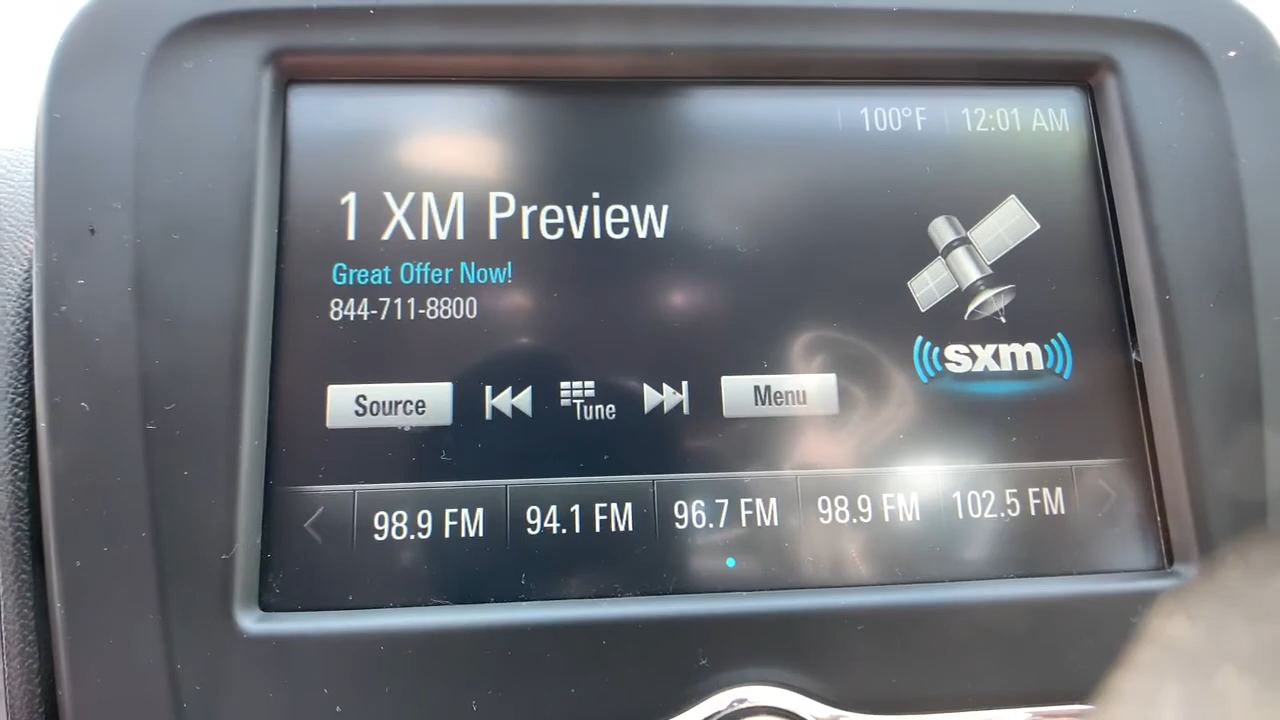 100°F 12:01 AM
1 XM Preview
Great Offer Now!
844-711-8800
sxm
Source Tune Menu
98.9 FM 94.1 FM 96.7 FM 98.9 FM 102.5 FM